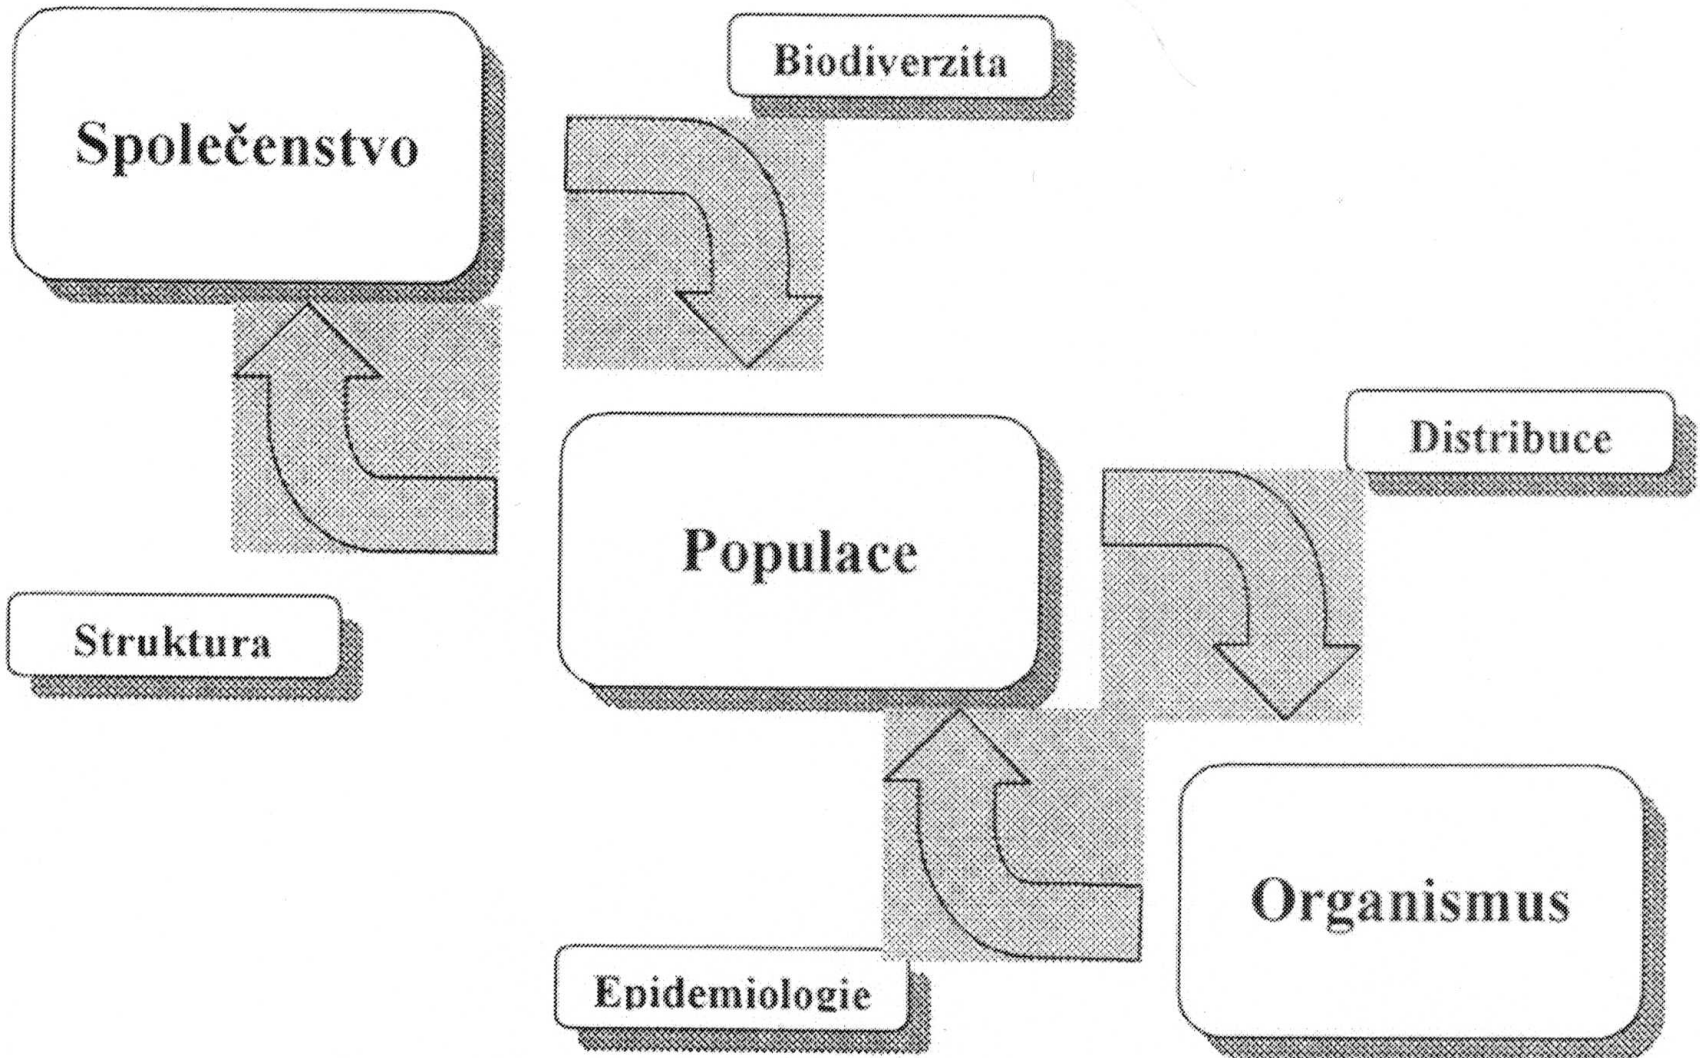 Biodiverzita
Společenstvo
Distribuce
Populace
Struktura
Organismus
Epidemiologie